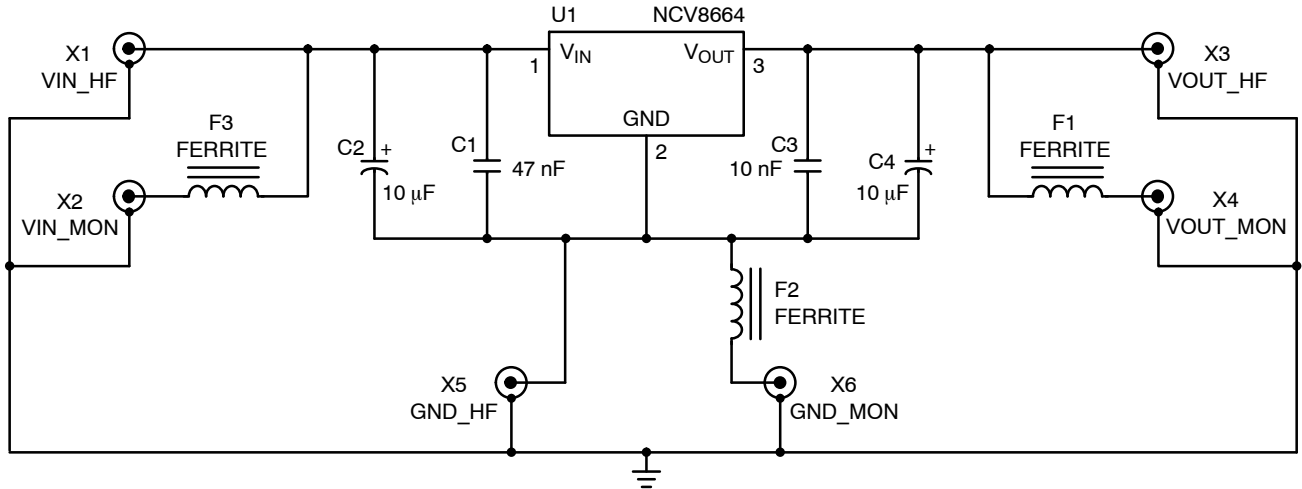 U1 NCV8664
X1
VIN_HF
VIN
1
VOUT
3
X3
VOUT_HF
GND
2
F3
FERRITE
C2
+
10 μF
C1
47 nF
C3
10 nF
C4
+
10 μF
F1
FERRITE
X2
VIN_MON
X4
VOUT_MON
F2
FERRITE
X5
GND_HF
X6
GND_MON